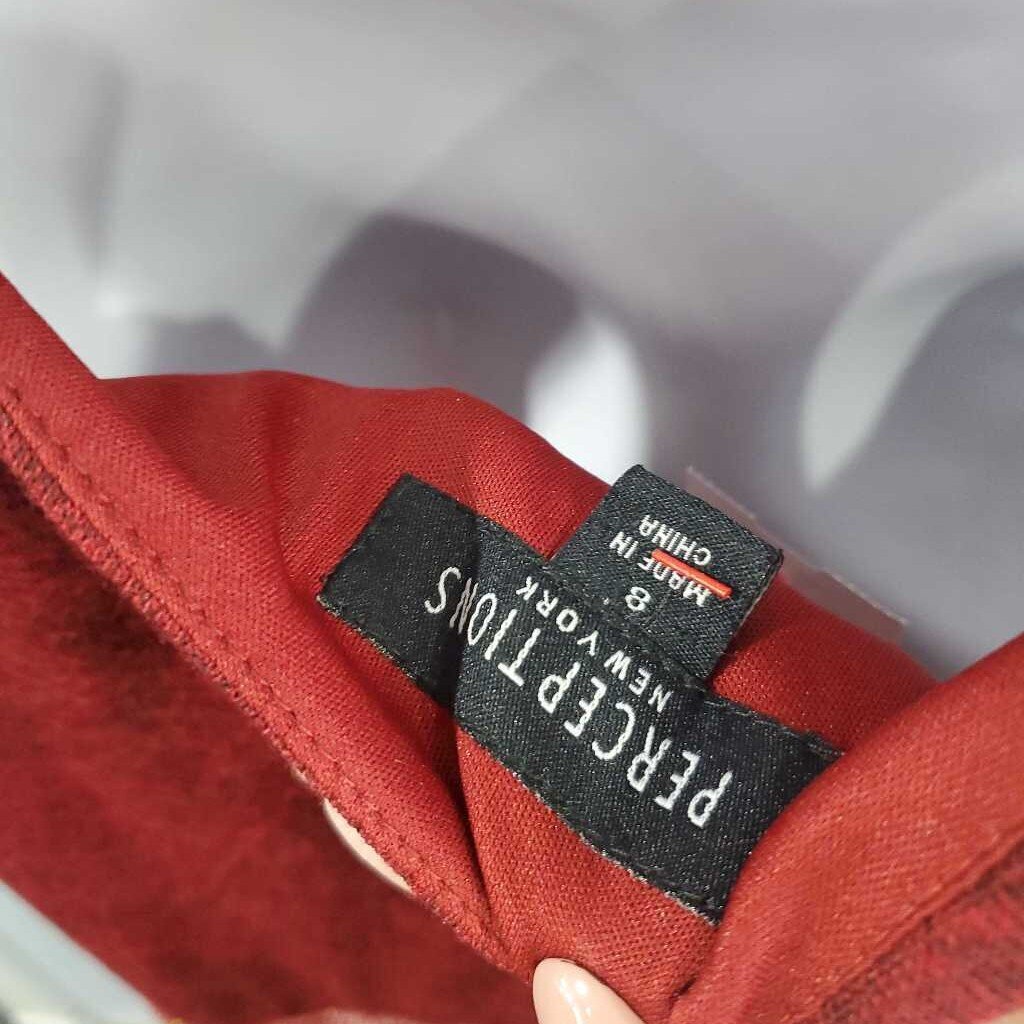 PERCEPTIONS
NEW YORK
8
MADE IN
CHINA